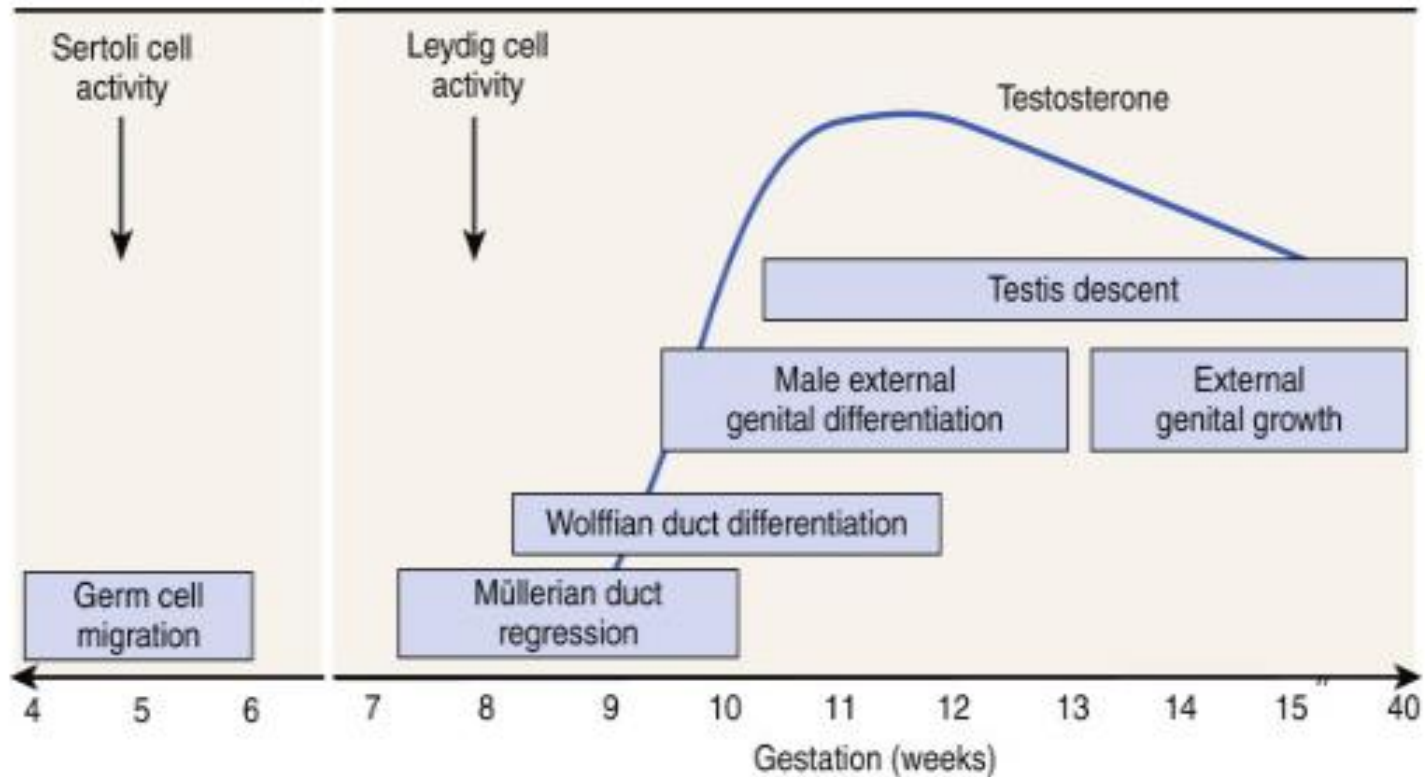 Sertoli cell
activity
Leydig cell
activity
Testosterone
Testis descent
Male external
genital differentiation
External
genital growth
Wolffian duct differentiation
Germ cell
migration
Müllerian duct
regression
4 5 6 7 8 9 10 11 12 13 14 15 40
Gestation (weeks)